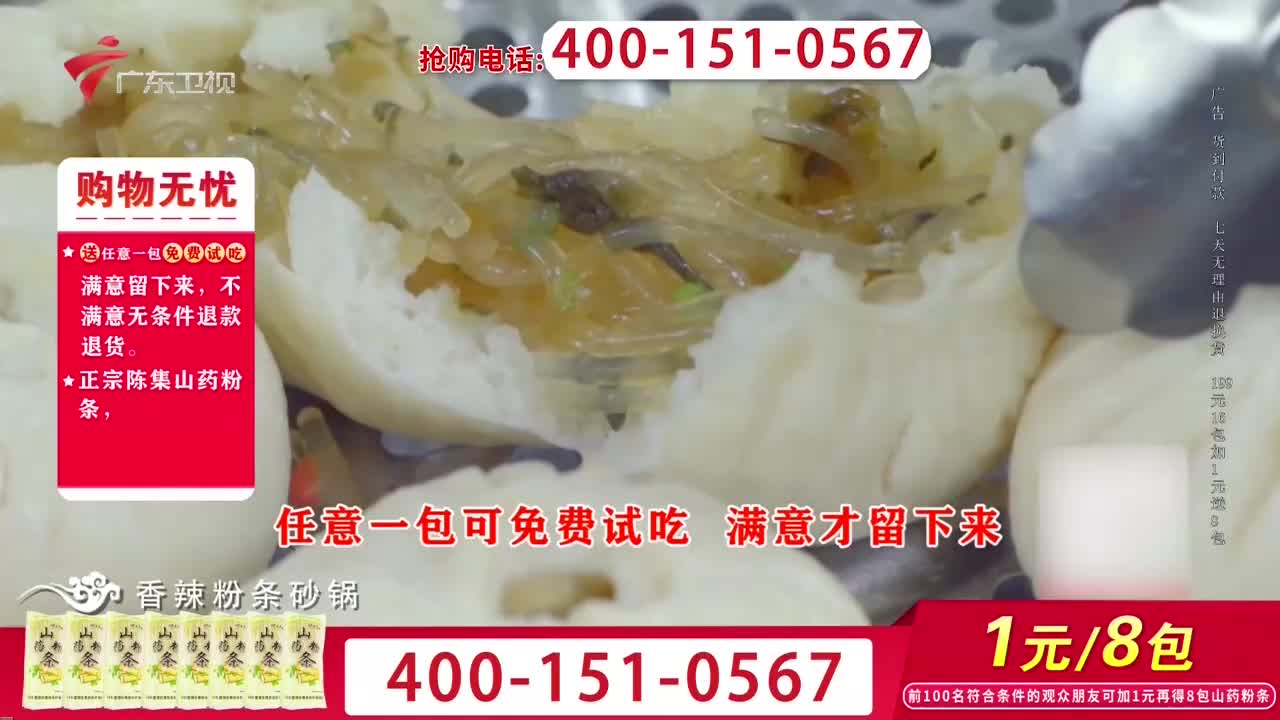 抢购电话:400-151-0567
广东卫视
购物无忧
送任意一包免费试吃
满意留下来，不
满意无条件退款
退货。
正宗陈集山药粉
条，
广告 货到付款 七天无理由退换货 199元16包加1元送8包
任意一包可免费试吃 满意才留下来
香辣粉条砂锅
400-151-0567
1元/8包
前100名符合条件的观众朋友可加1元再得8包山药粉条